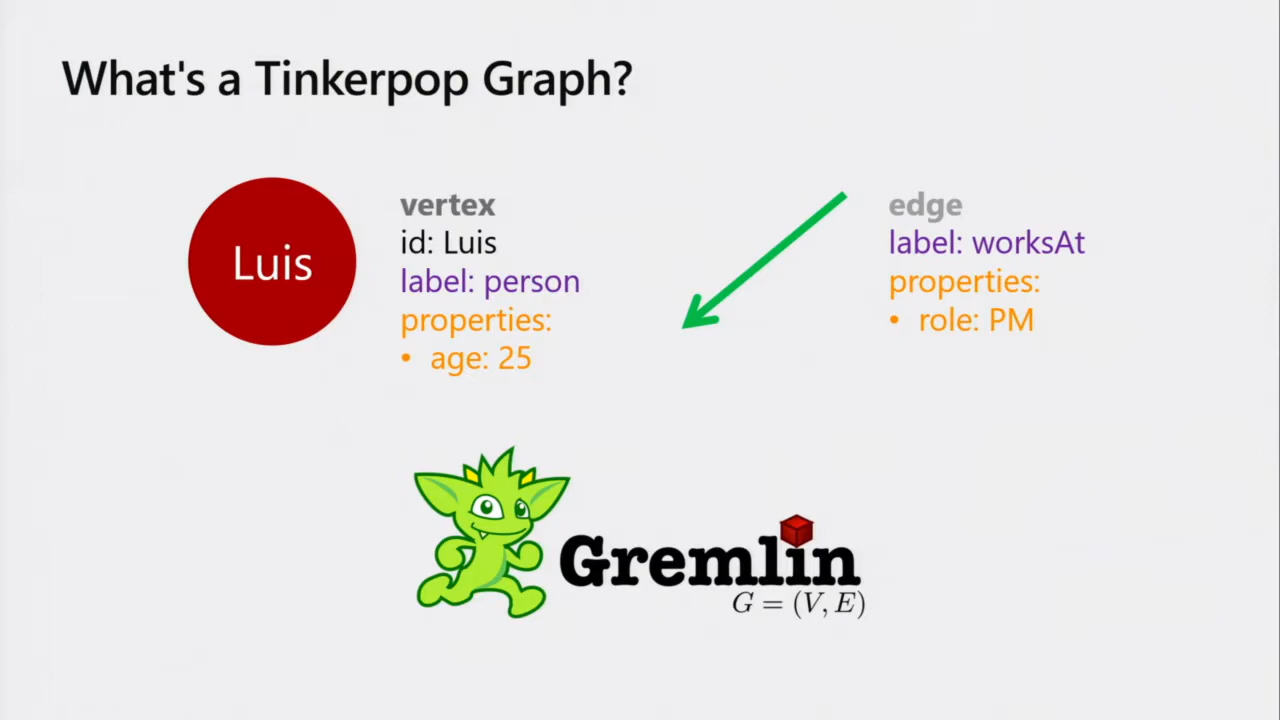 What's a Tinkerpop Graph?
Luis
vertex
id: Luis
label: person
properties:
• age: 25
edge
label: worksAt
properties:
• role: PM
Gremlin
G = (V, E)